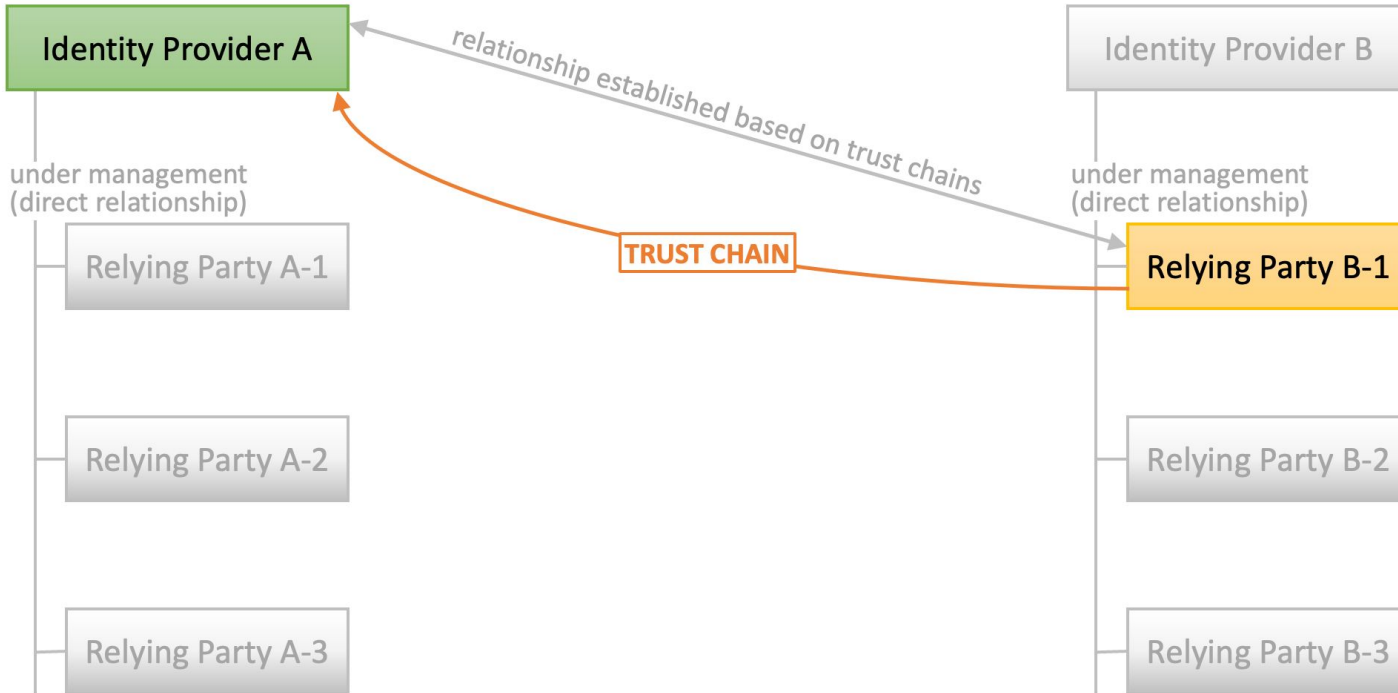 Identity Provider A
relationship established based on trust chains
Identity Provider B
under management
(direct relationship)
under management
(direct relationship)
TRUST CHAIN
Relying Party A-1
Relying Party B-1
Relying Party A-2
Relying Party B-2
Relying Party A-3
Relying Party B-3